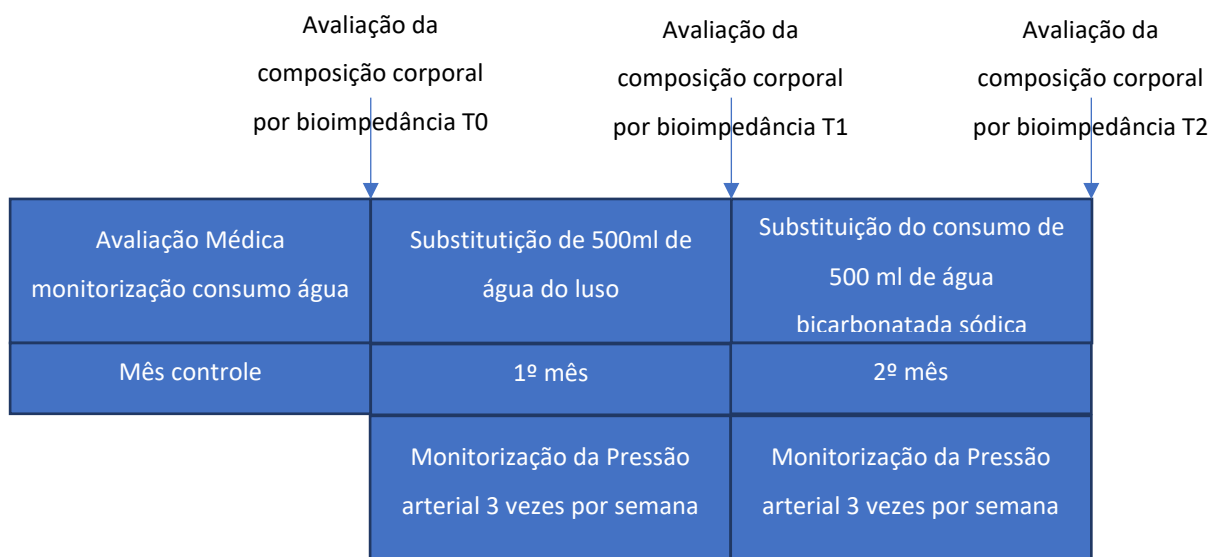 Avaliação da
composição corporal
por bioimpedância T0
Avaliação da
composição corporal
por bioimpedância T1
Avaliação da
composição corporal
por bioimpedância T2
Avaliação Médica
monitorização consumo água
Substitutição de 500ml de
água do luso
Substituição do consumo de
500 ml de água
bicarbonatada sódica
Mês controle
1º mês
2º mês
Monitorização da Pressão
arterial 3 vezes por semana
Monitorização da Pressão
arterial 3 vezes por semana